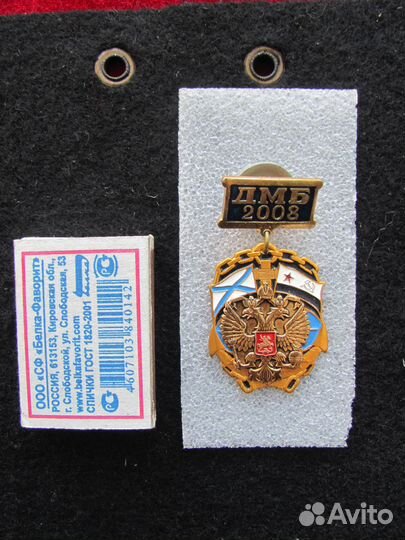 ДМБ
2008
ООО «СФ «Белка-Фаворит»
РОССИЯ, 613153, Кировская обл.,
г. Слободской, ул. Слободская, 53
www.belkafavorit.com
СПИЧКИ ГОСТ 1820-2001
белка
4607103840142
Avito